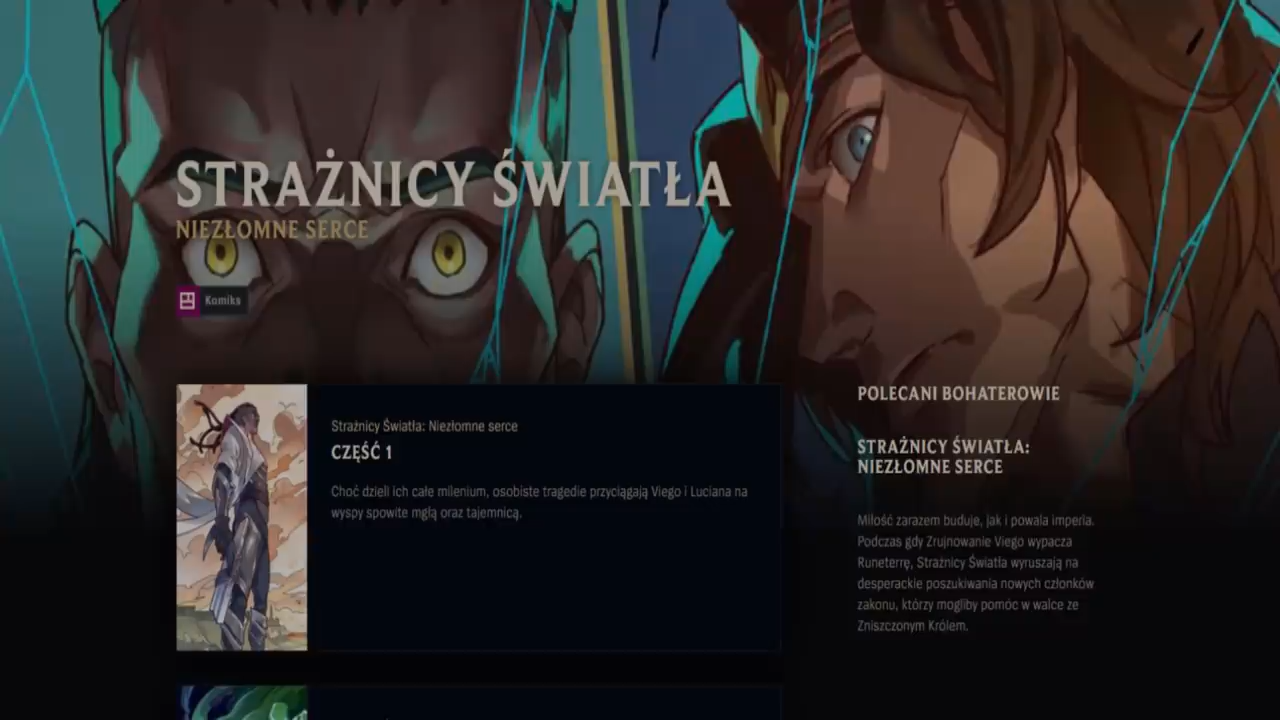 STRAŻNICY ŚWIATŁA
NIEZŁOMNE SERCE
Komiks
Strażnicy Światła: Niezłomne serce
CZĘŚĆ 1
Choć dzieli ich całe milenium, osobiste tragedie przyciągają Viego i Luciana na
wyspy spowite mgłą oraz tajemnicą.
POLECANI BOHATEROWIE
STRAŻNICY ŚWIATŁA:
NIEZŁOMNE SERCE
Miłość zarazem buduje, jak i powala imperia.
Podczas gdy Zrujnowanie Viego wypacza
Runeterrę, Strażnicy Światła wyruszają na
desperackie poszukiwania nowych członków
zakonu, którzy mogliby pomóc w walce ze
Zniszczonym Królem.